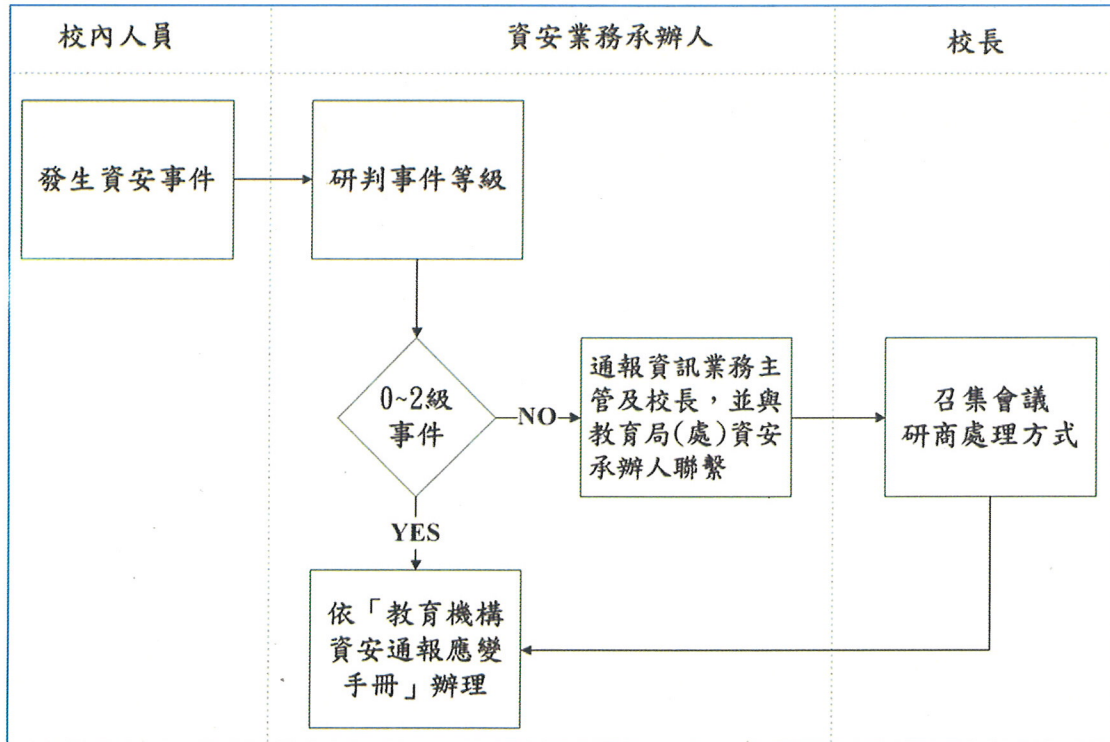 校內人員
資安業務承辦人
校長
發生資安事件
研判事件等級
0~2級
事件
NO
通報資訊業務主
管及校長，並與
教育局(處)資安
承辦人聯繫
召集會議
研商處理方式
YES
依「教育機構
資安通報應變
手冊」辦理